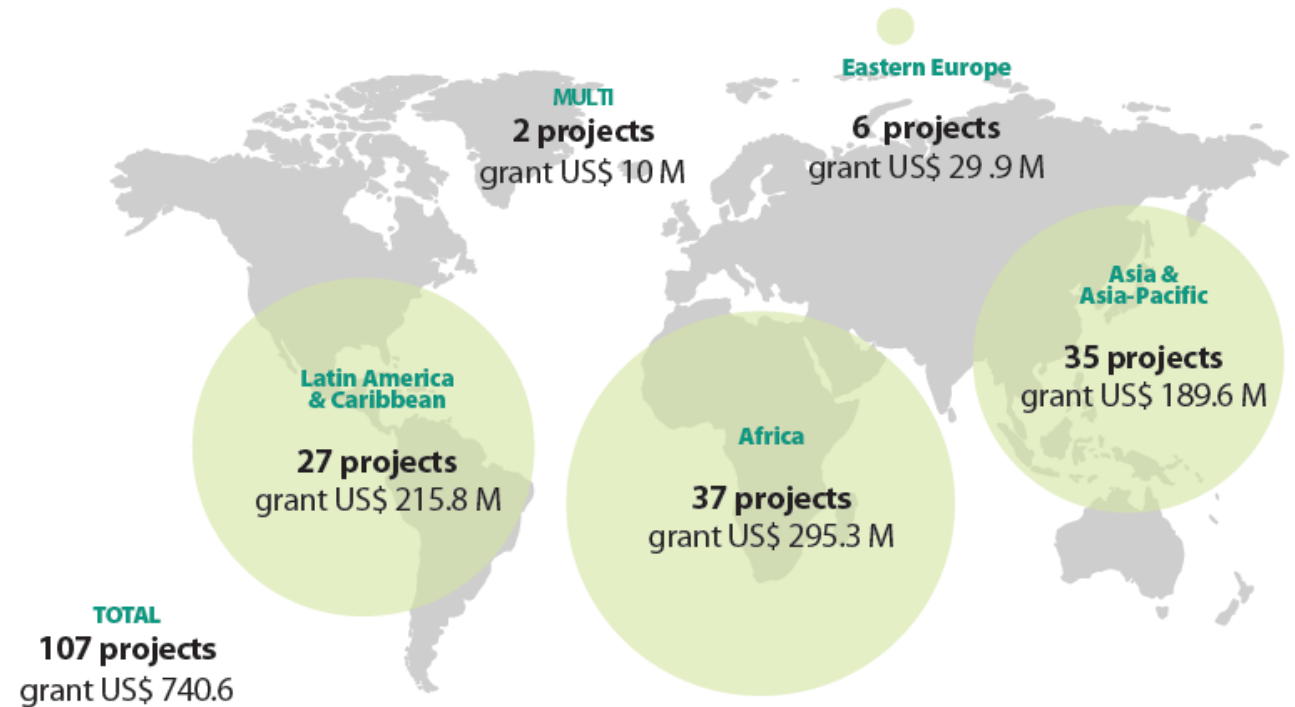 Eastern Europe
6 projects
grant US$ 29 .9 M
MULTI
2 projects
grant US$ 10 M
Asia &
Asia-Pacific
35 projects
grant US$ 189.6 M
Latin America
& Caribbean
27 projects
grant US$ 215.8 M
Africa
37 projects
grant US$ 295.3 M
TOTAL
107 projects
grant US$ 740.6